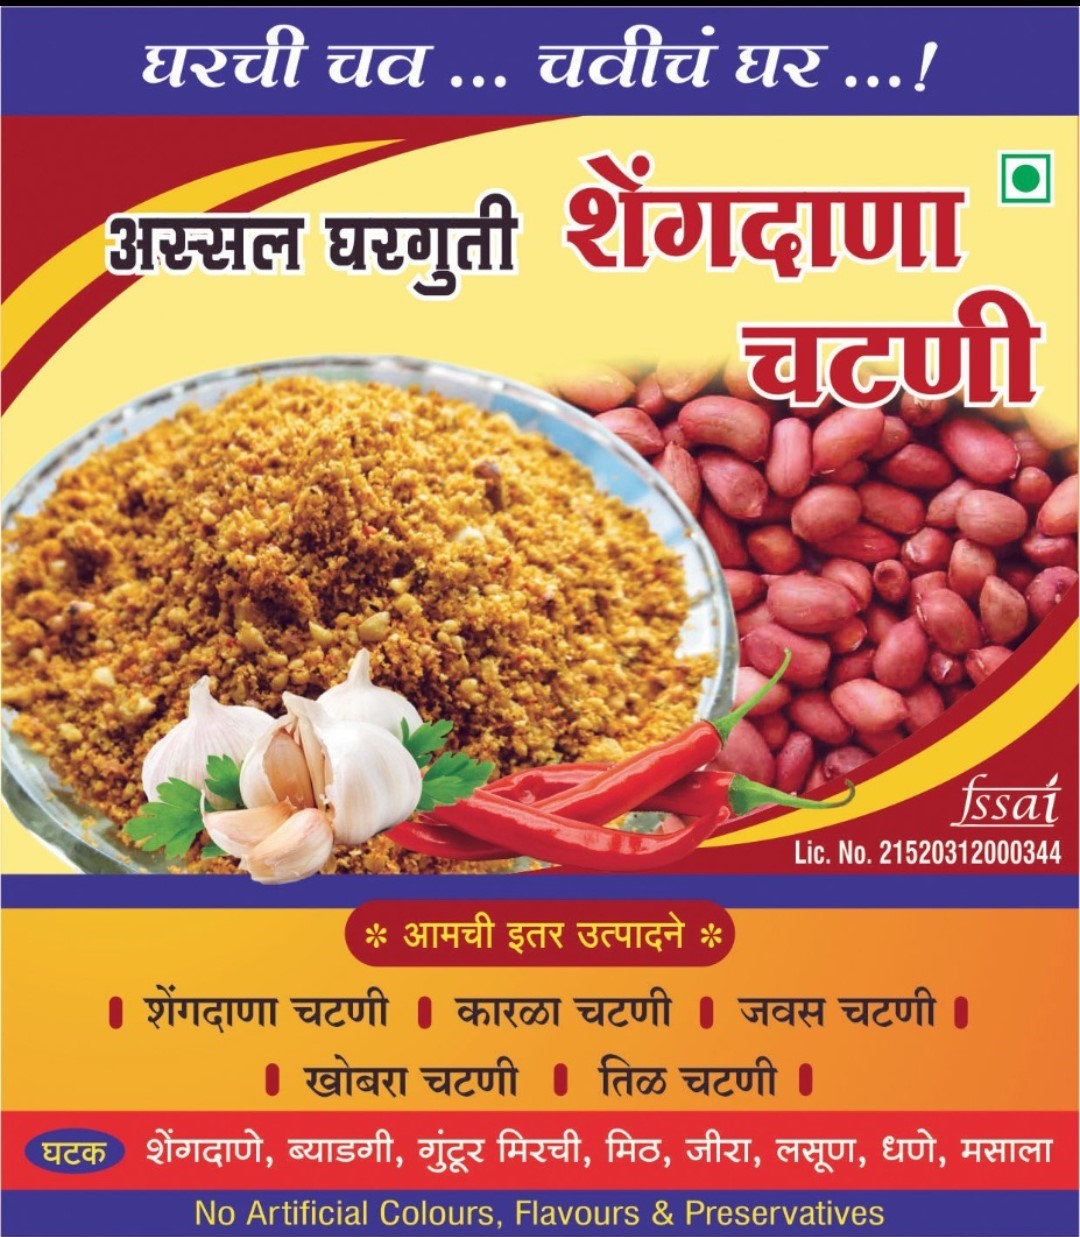 घरची चव ... चवीचं घर ...!
अस्सल घरगुती शेंगदाणा
चटणी
fssai
Lic. No. 21520312000344
* आमची इतर उत्पादने *
शेंगदाणा चटणी | कारळा चटणी | जवस चटणी
खोबरा चटणी | तिळ चटणी
घटक शेंगदाणे, ब्याडगी, गुंटूर मिरची, मिठ, जीरा, लसूण, धणे, मसाला
No Artificial Colours, Flavours & Preservatives